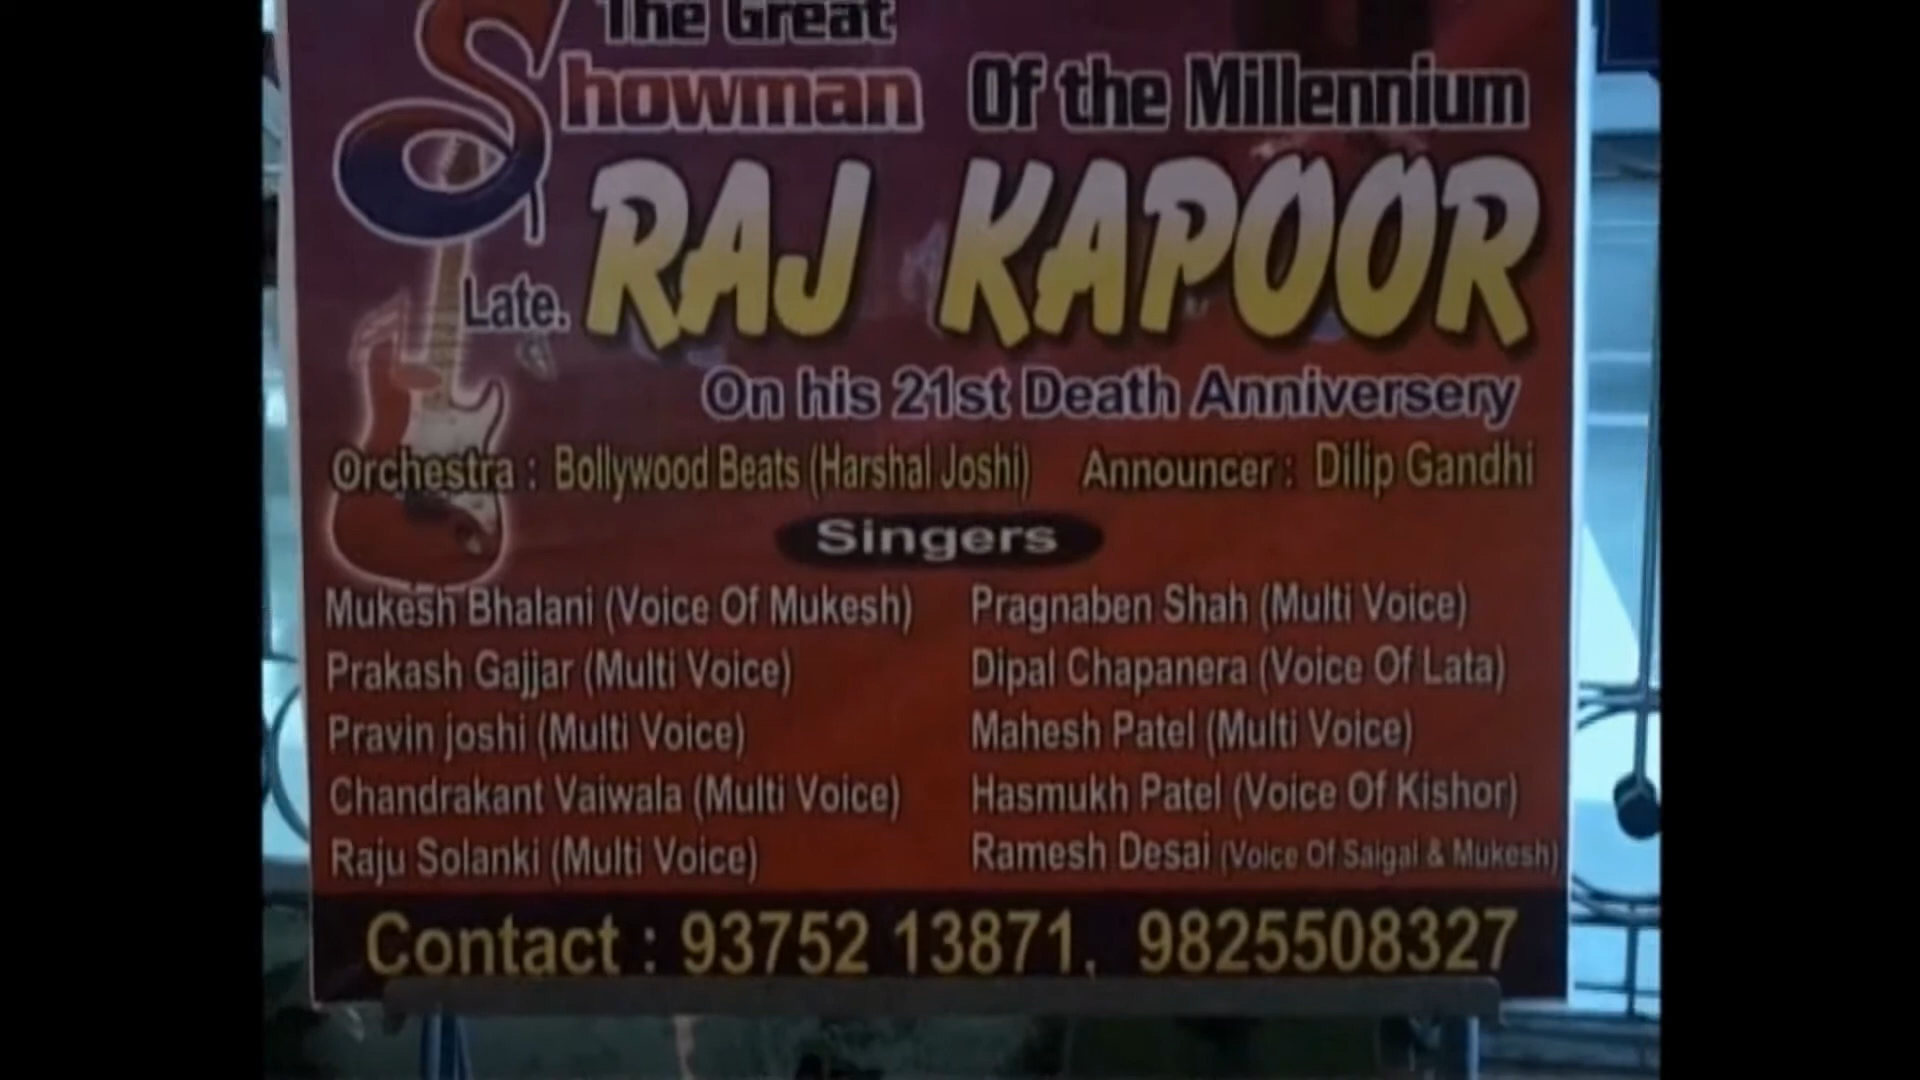 The Great
Showman Of the Millennium
Late. RAJ KAPOOR
On his 21st Death Anniversery
Orchestra : Bollywood Beats (Harshal Joshi) Announcer : Dilip Gandhi
Singers
Mukesh Bhalani (Voice Of Mukesh) Pragnaben Shah (Multi Voice)
Prakash Gajjar (Multi Voice) Dipal Chapanera (Voice Of Lata)
Pravin joshi (Multi Voice) Mahesh Patel (Multi Voice)
Chandrakant Vaiwala (Multi Voice) Hasmukh Patel (Voice Of Kishor)
Raju Solanki (Multi Voice) Ramesh Desai (Voice Of Saigal & Mukesh)
Contact : 93752 13871, 9825508327